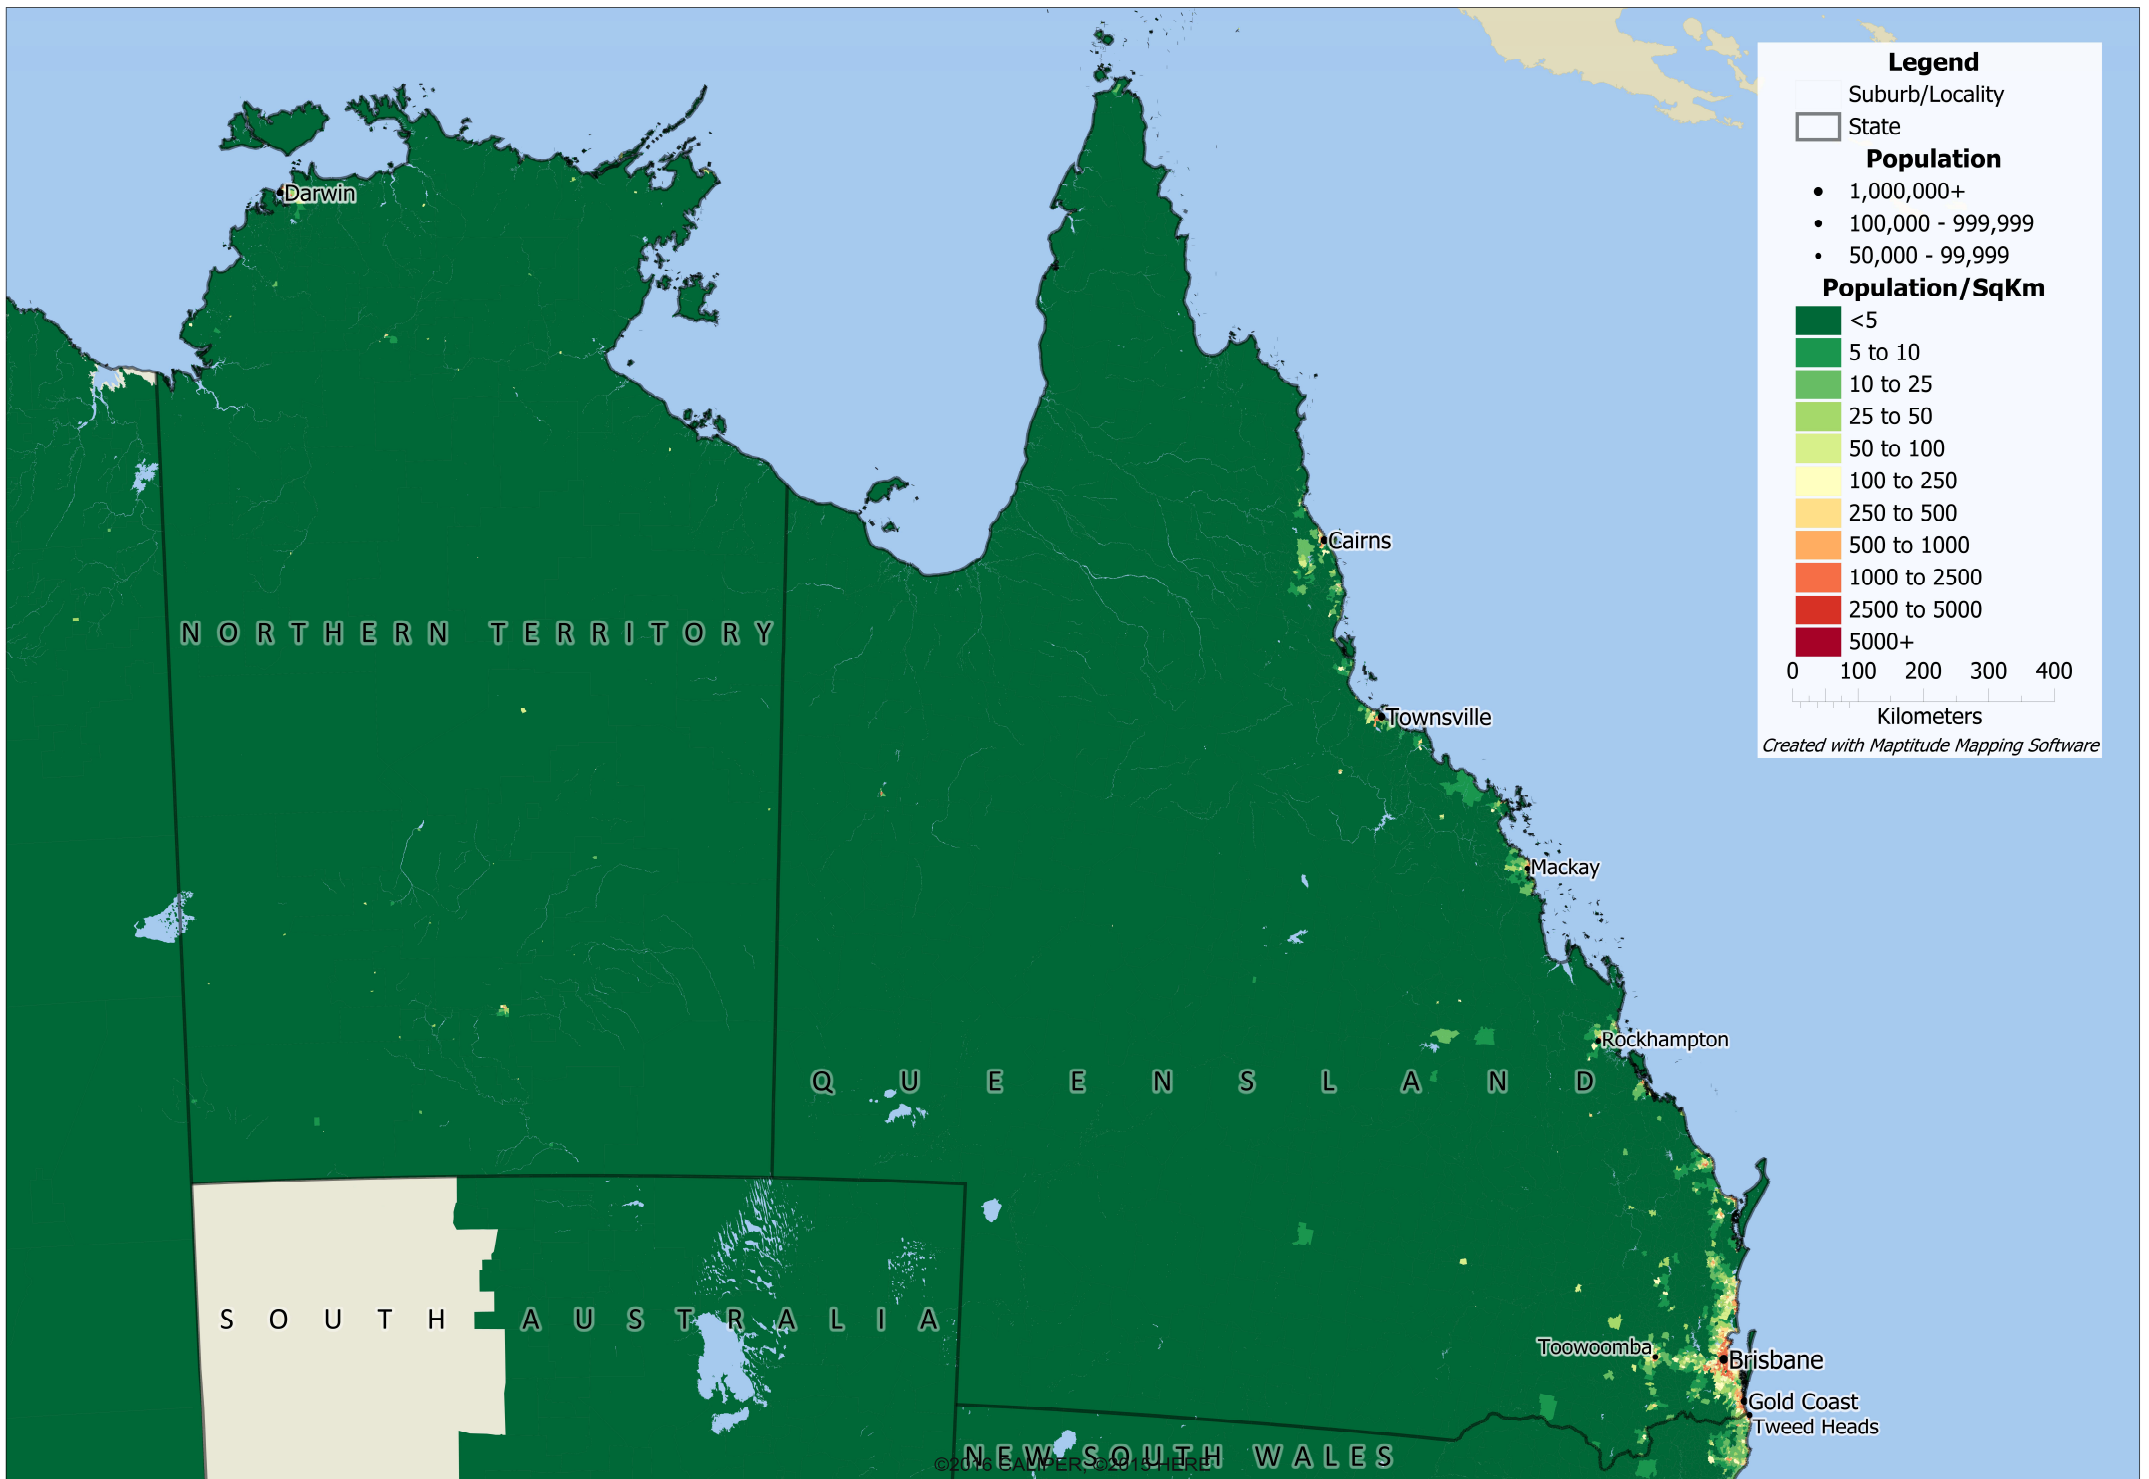 Legend
Suburb/Locality
State
Population
1,000,000+
100,000 - 999,999
50,000 - 99,999
Population/SqKm
<5
5 to 10
10 to 25
25 to 50
50 to 100
100 to 250
250 to 500
500 to 1000
1000 to 2500
2500 to 5000
5000+
0 100 200 300 400
Kilometers
Created with Maptitude Mapping Software
Darwin
Cairns
NORTHERN TERRITORY
Townsville
Mackay
Rockhampton
QUEENSLAND
SOUTH AUSTRALIA
Toowoomba
Brisbane
Gold Coast
Tweed Heads
NEW SOUTH WALES
©2016 CALIPER; ©2015 HERE